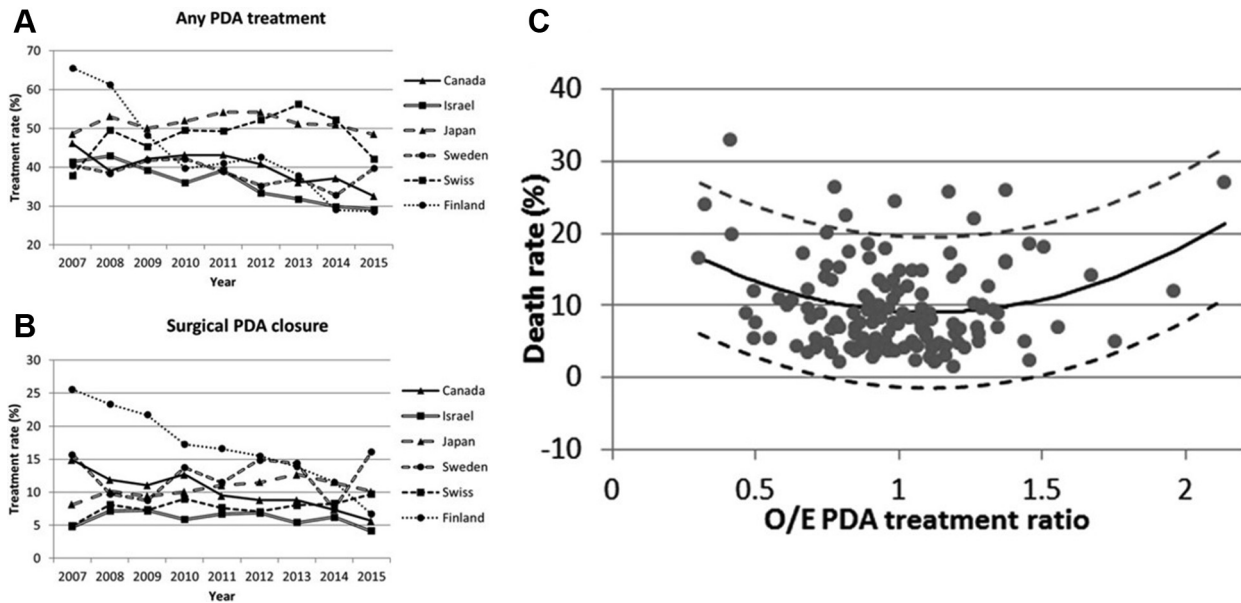 A
Any PDA treatment
Treatment rate (%)
70
60
50
40
30
20
2007 2008 2009 2010 2011 2012 2013 2014 2015
Year
Canada
Israel
Japan
Sweden
Swiss
Finland
B
Surgical PDA closure
Treatment rate (%)
30
25
20
15
10
5
0
2007 2008 2009 2010 2011 2012 2013 2014 2015
Year
Canada
Israel
Japan
Sweden
Swiss
Finland
C
Death rate (%)
40
30
20
10
0
-10
0 0.5 1 1.5 2
O/E PDA treatment ratio